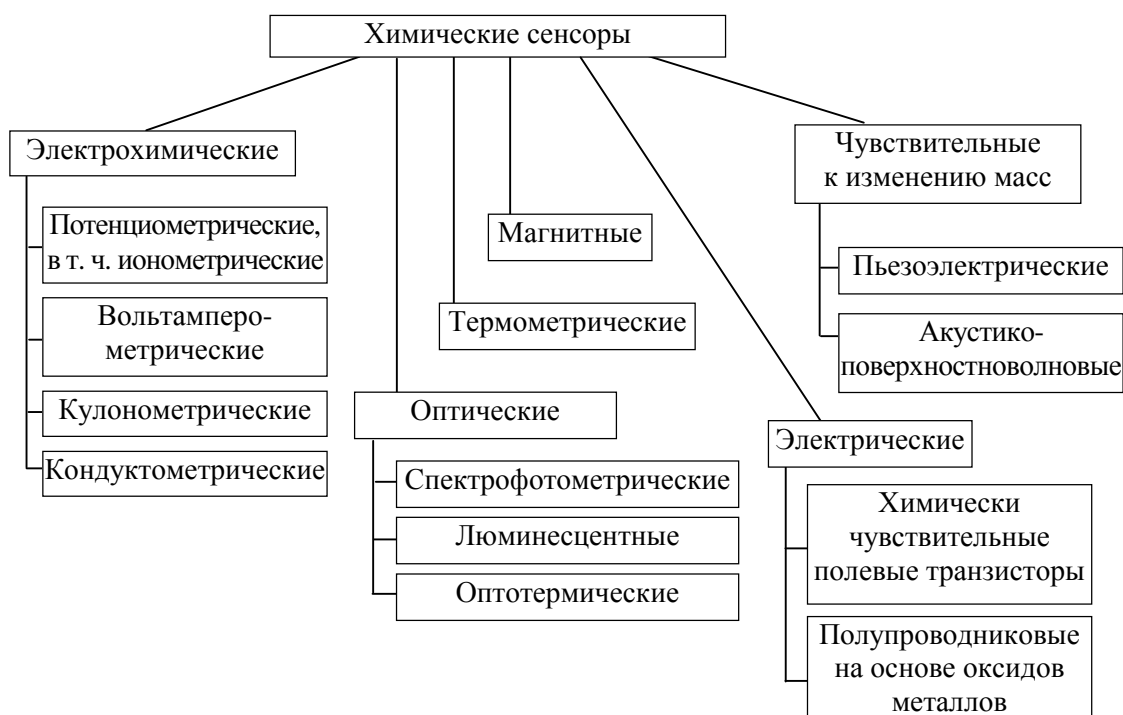 Химические сенсоры
Электрохимические
Потенциометрические,
в т. ч. ионометрические
Вольтамперо-
метрические
Кулонометрические
Кондуктометрические
Оптические
Спектрофотометрические
Люминесцентные
Оптотермические
Термометрические
Магнитные
Электрические
Химически
чувствительные
полевые транзисторы
Полупроводниковые
на основе оксидов
металлов
Чувствительные
к изменению масс
Пьезоэлектрические
Акустико-
поверхностноволновые